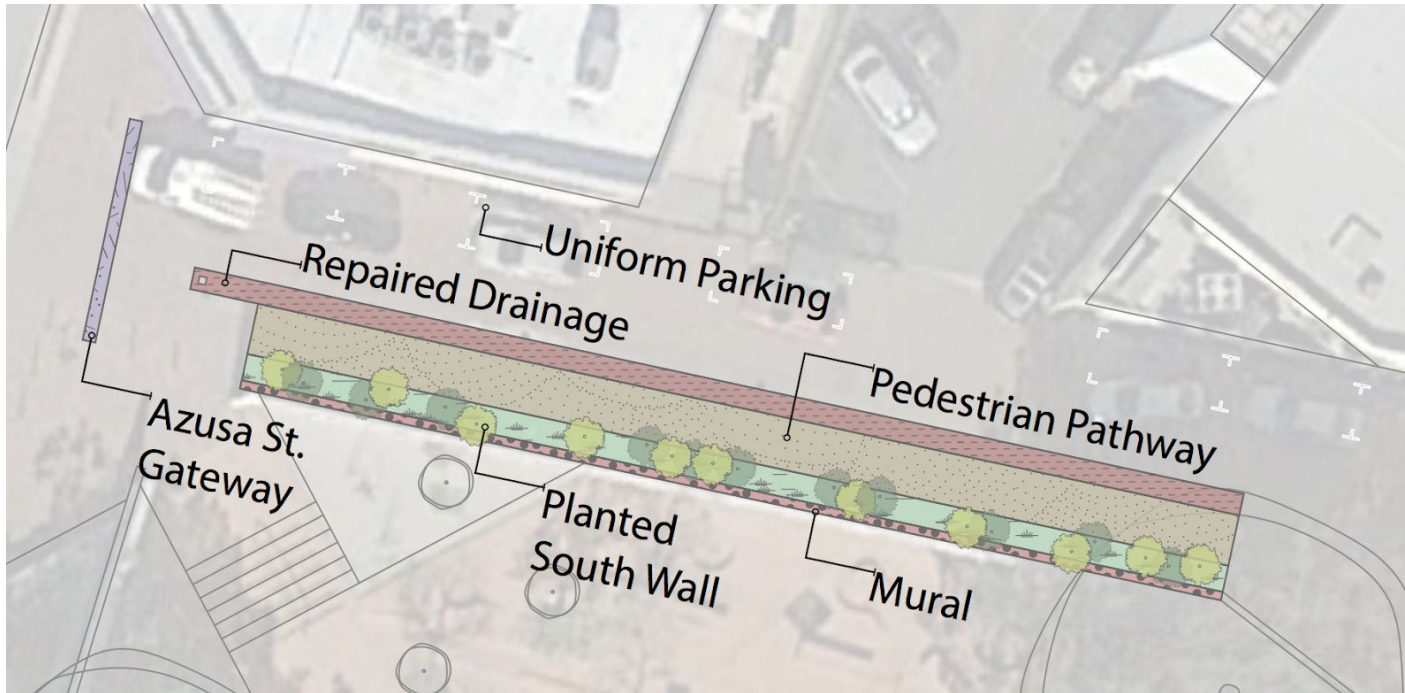 Uniform Parking
Repaired Drainage
Pedestrian Pathway
Azusa St.
Gateway
Planted
South Wall
Mural